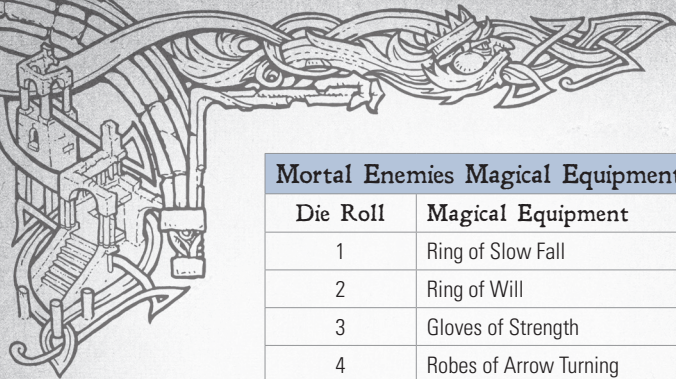 Mortal Enemies Magical Equipment
Die Roll Magical Equipment
1 Ring of Slow Fall
2 Ring of Will
3 Gloves of Strength
4 Robes of Arrow Turning